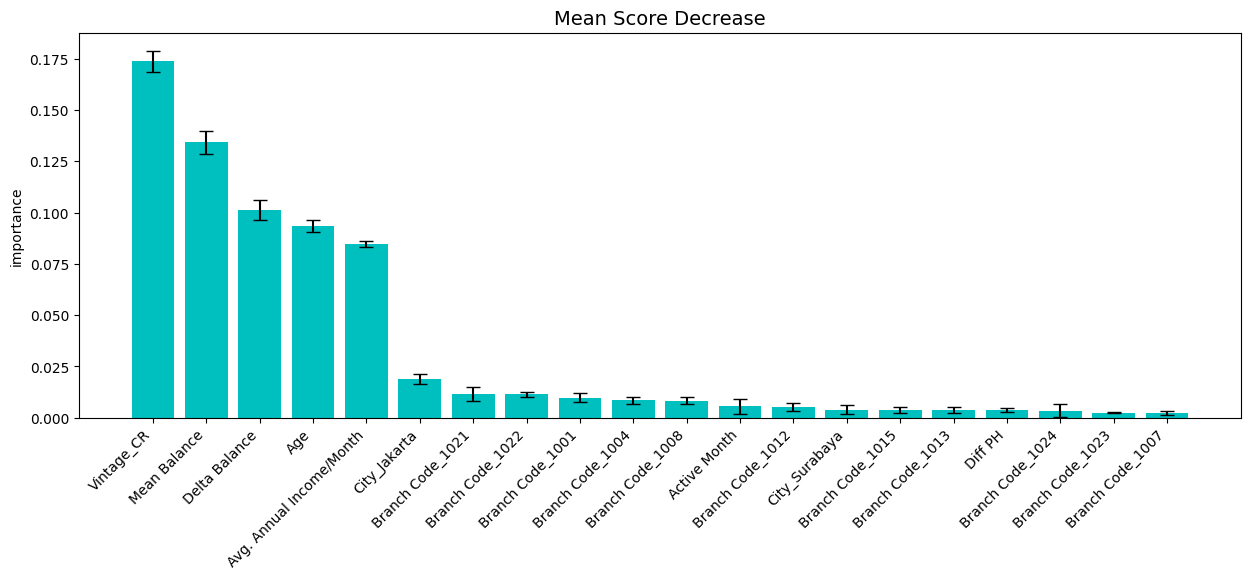 Mean Score Decrease
importance
0.175
0.150
0.125
0.100
0.075
0.050
0.025
0.000
Vintage_CR
Mean Balance
Delta Balance
Age
Avg. Annual Income/Month
City_Jakarta
Branch Code_1021
Branch Code_1022
Branch Code_1001
Branch Code_1004
Branch Code_1008
Active Month
Branch Code_1012
City_Surabaya
Branch Code_1015
Branch Code_1013
Diff PH
Branch Code_1024
Branch Code_1023
Branch Code_1007